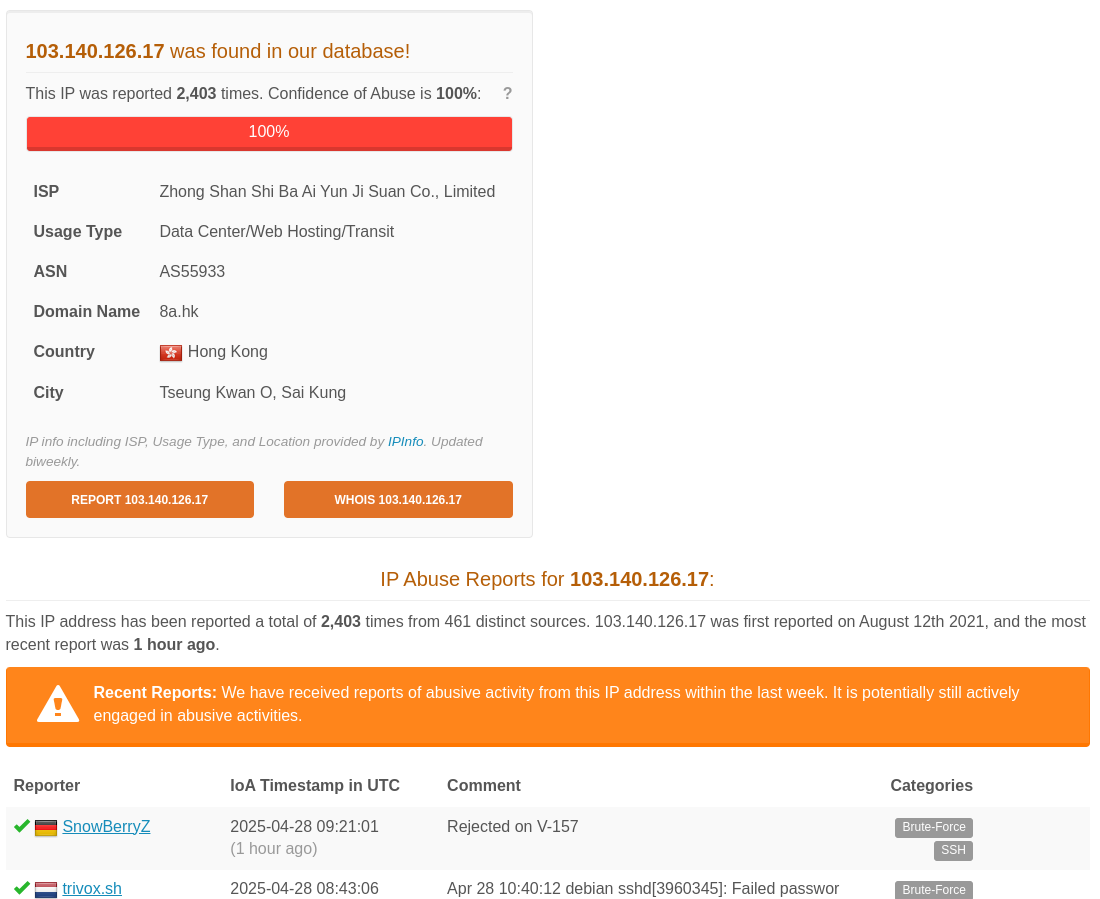 103.140.126.17 was found in our database!
This IP was reported 2,403 times. Confidence of Abuse is 100%: ?
100%
ISP Zhong Shan Shi Ba Ai Yun Ji Suan Co., Limited
Usage Type Data Center/Web Hosting/Transit
ASN AS55933
Domain Name 8a.hk
Country Hong Kong
City Tseung Kwan O, Sai Kung
IP info including ISP, Usage Type, and Location provided by IPInfo. Updated
biweekly.
REPORT 103.140.126.17 WHOIS 103.140.126.17
IP Abuse Reports for 103.140.126.17:
This IP address has been reported a total of 2,403 times from 461 distinct sources. 103.140.126.17 was first reported on August 12th 2021, and the most
recent report was 1 hour ago.
Recent Reports: We have received reports of abusive activity from this IP address within the last week. It is potentially still actively
engaged in abusive activities.
Reporter IoA Timestamp in UTC Comment Categories
SnowBerryZ 2025-04-28 09:21:01 Rejected on V-157 Brute-Force
(1 hour ago) SSH
trivox.sh 2025-04-28 08:43:06 Apr 28 10:40:12 debian sshd[3960345]: Failed passwor Brute-Force